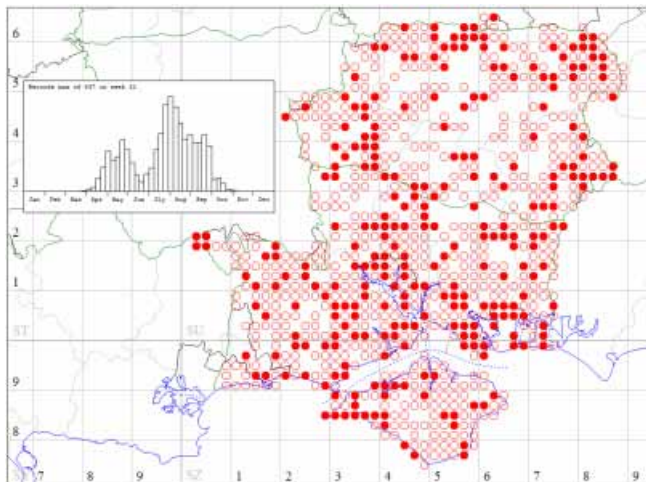 6
5
Records max of 457 on week 31
4
Jan Feb Mar Apr May Jun Jly Aug Sep Oct Nov Dec
3
2
1
ST SU
9
8
SZ
7 8 9 1 2 3 4 5 6 7 8 9